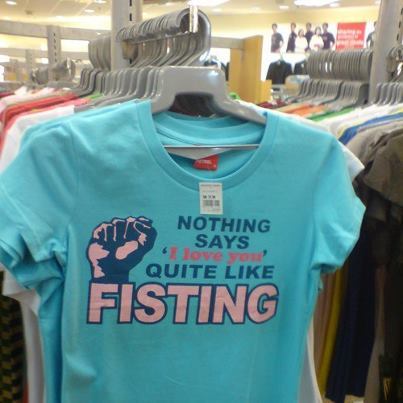 NOTHING
SAYS
'I love you'
QUITE LIKE
FISTING